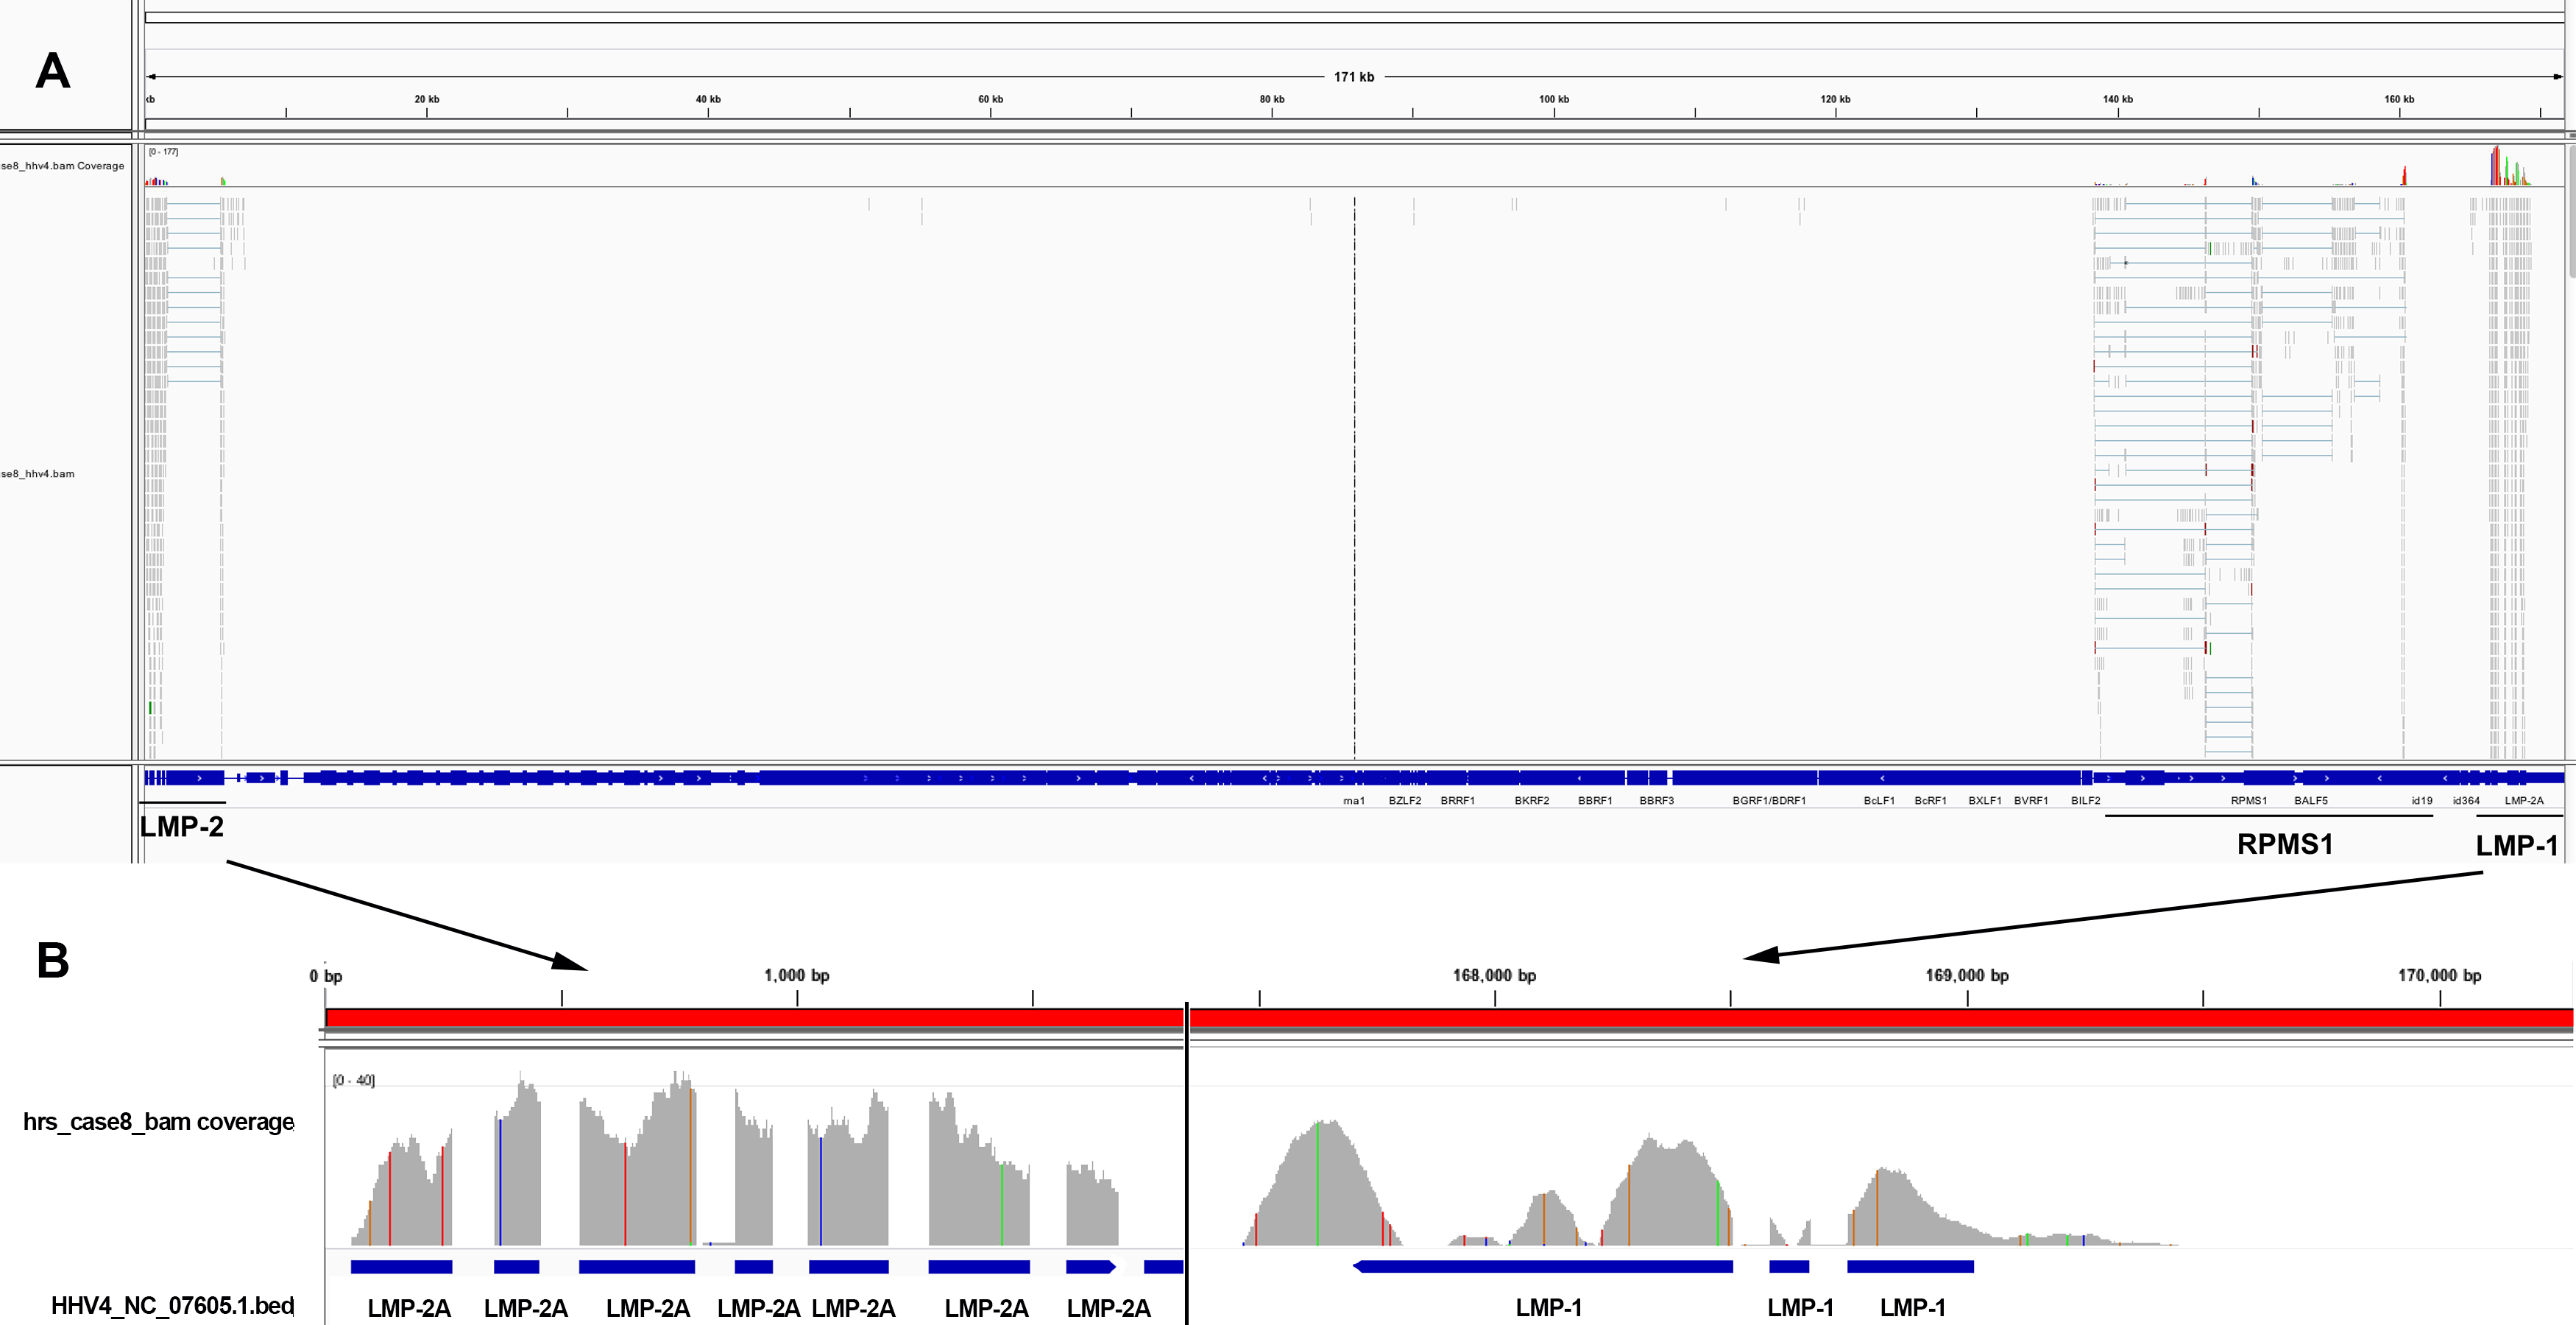 A
171 kb
kb 20 kb 40 kb 60 kb 80 kb 100 kb 120 kb 140 kb 160 kb
[0 - 177]
se8_hhv4.bam Coverage
se8_hhv4.bam
rna1 BZLF2 BRRF1 BKRF2 BBRF1 BBRF3 BGRF1/BDRF1 BcLF1 BcRF1 BXLF1 BVRF1 BILF2 RPMS1 BALF5 id19 id364 LMP-2A
LMP-2 RPMS1 LMP-1
B
0 bp 1,000 bp 168,000 bp 169,000 bp 170,000 bp
[0 - 40]
hrs_case8_bam coverage
HHV4_NC_07605.1.bed
LMP-2A LMP-2A LMP-2A LMP-2A LMP-2A LMP-2A LMP-2A LMP-1 LMP-1 LMP-1